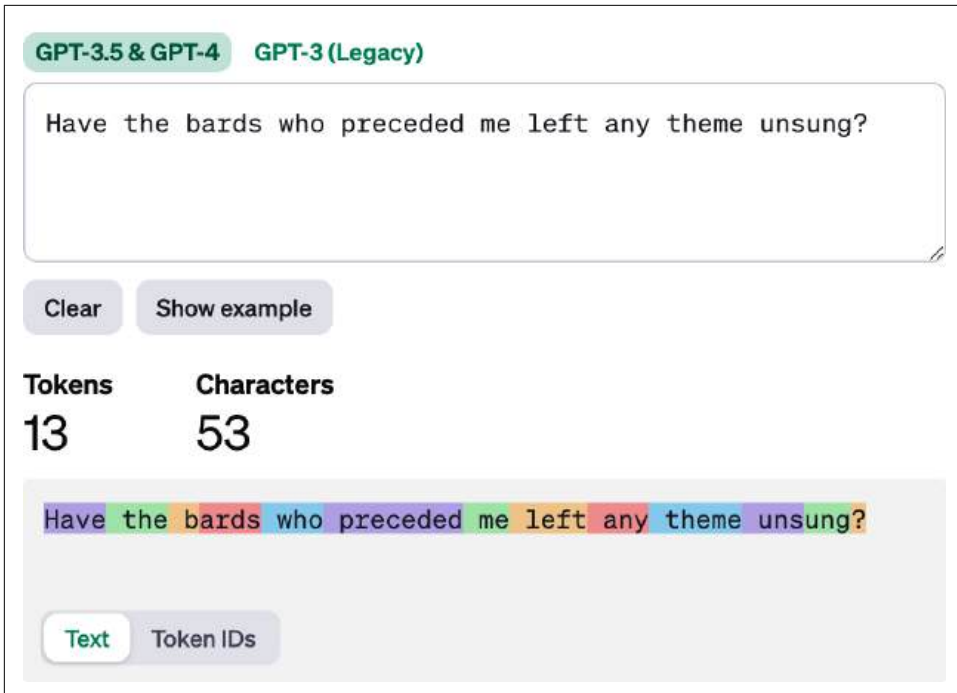 GPT-3.5 & GPT-4 GPT-3 (Legacy)
Have the bards who preceded me left any theme unsung?
Clear Show example
Tokens Characters
13 53
Have the bards who preceded me left any theme unsung?
Text Token IDs